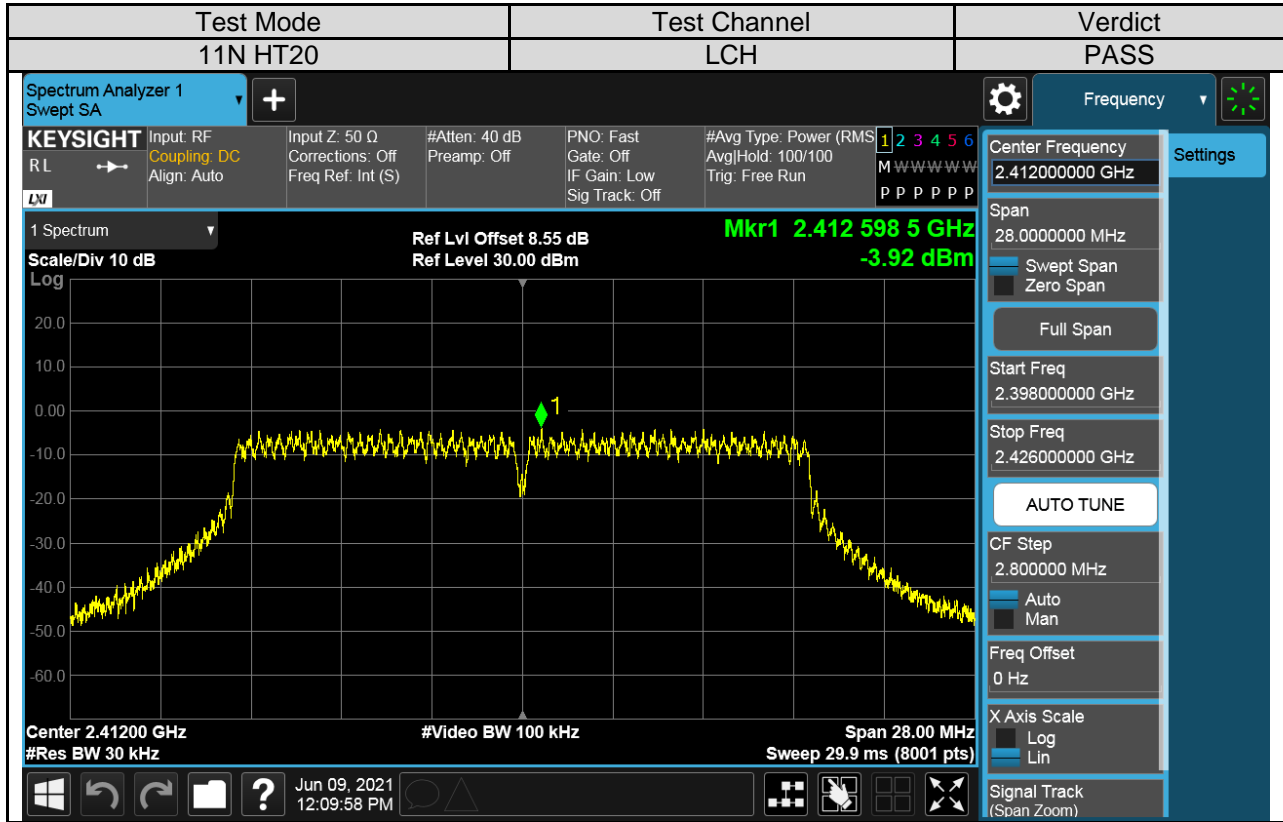 Test Mode Test Channel Verdict
11N HT20 LCH PASS
Spectrum Analyzer 1
Swept SA
+
Frequency
KEYSIGHT Input: RF Input Z: 50 Ω #Atten: 40 dB PNO: Fast #Avg Type: Power (RMS 1 2 3 4 5 6
R L Coupling: DC Corrections: Off Preamp: Off Gate: Off Avg|Hold: 100/100 M W W W W W
Align: Auto Freq Ref: Int (S) IF Gain: Low Trig: Free Run
LXI Sig Track: Off P P P P P P
1 Spectrum
Ref Lvl Offset 8.55 dB Mkr1 2.412 598 5 GHz
Scale/Div 10 dB Ref Level 30.00 dBm -3.92 dBm
Log
20.0
10.0
0.00
-10.0
-20.0
-30.0
-40.0
-50.0
-60.0
1
Center 2.41200 GHz #Video BW 100 kHz Span 28.00 MHz
#Res BW 30 kHz Sweep 29.9 ms (8001 pts)
?
Jun 09, 2021
12:09:58 PM
Center Frequency
2.412000000 GHz
Settings
Span
28.0000000 MHz
Swept Span
Zero Span
Full Span
Start Freq
2.398000000 GHz
Stop Freq
2.426000000 GHz
AUTO TUNE
CF Step
2.800000 MHz
Auto
Man
Freq Offset
0 Hz
X Axis Scale
Log
Lin
Signal Track
(Span Zoom)